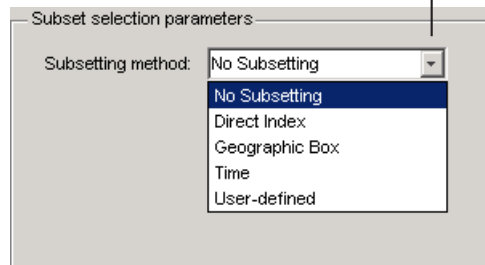 Subset selection parameters
Subsetting method: No Subsetting
No Subsetting
Direct Index
Geographic Box
Time
User-defined